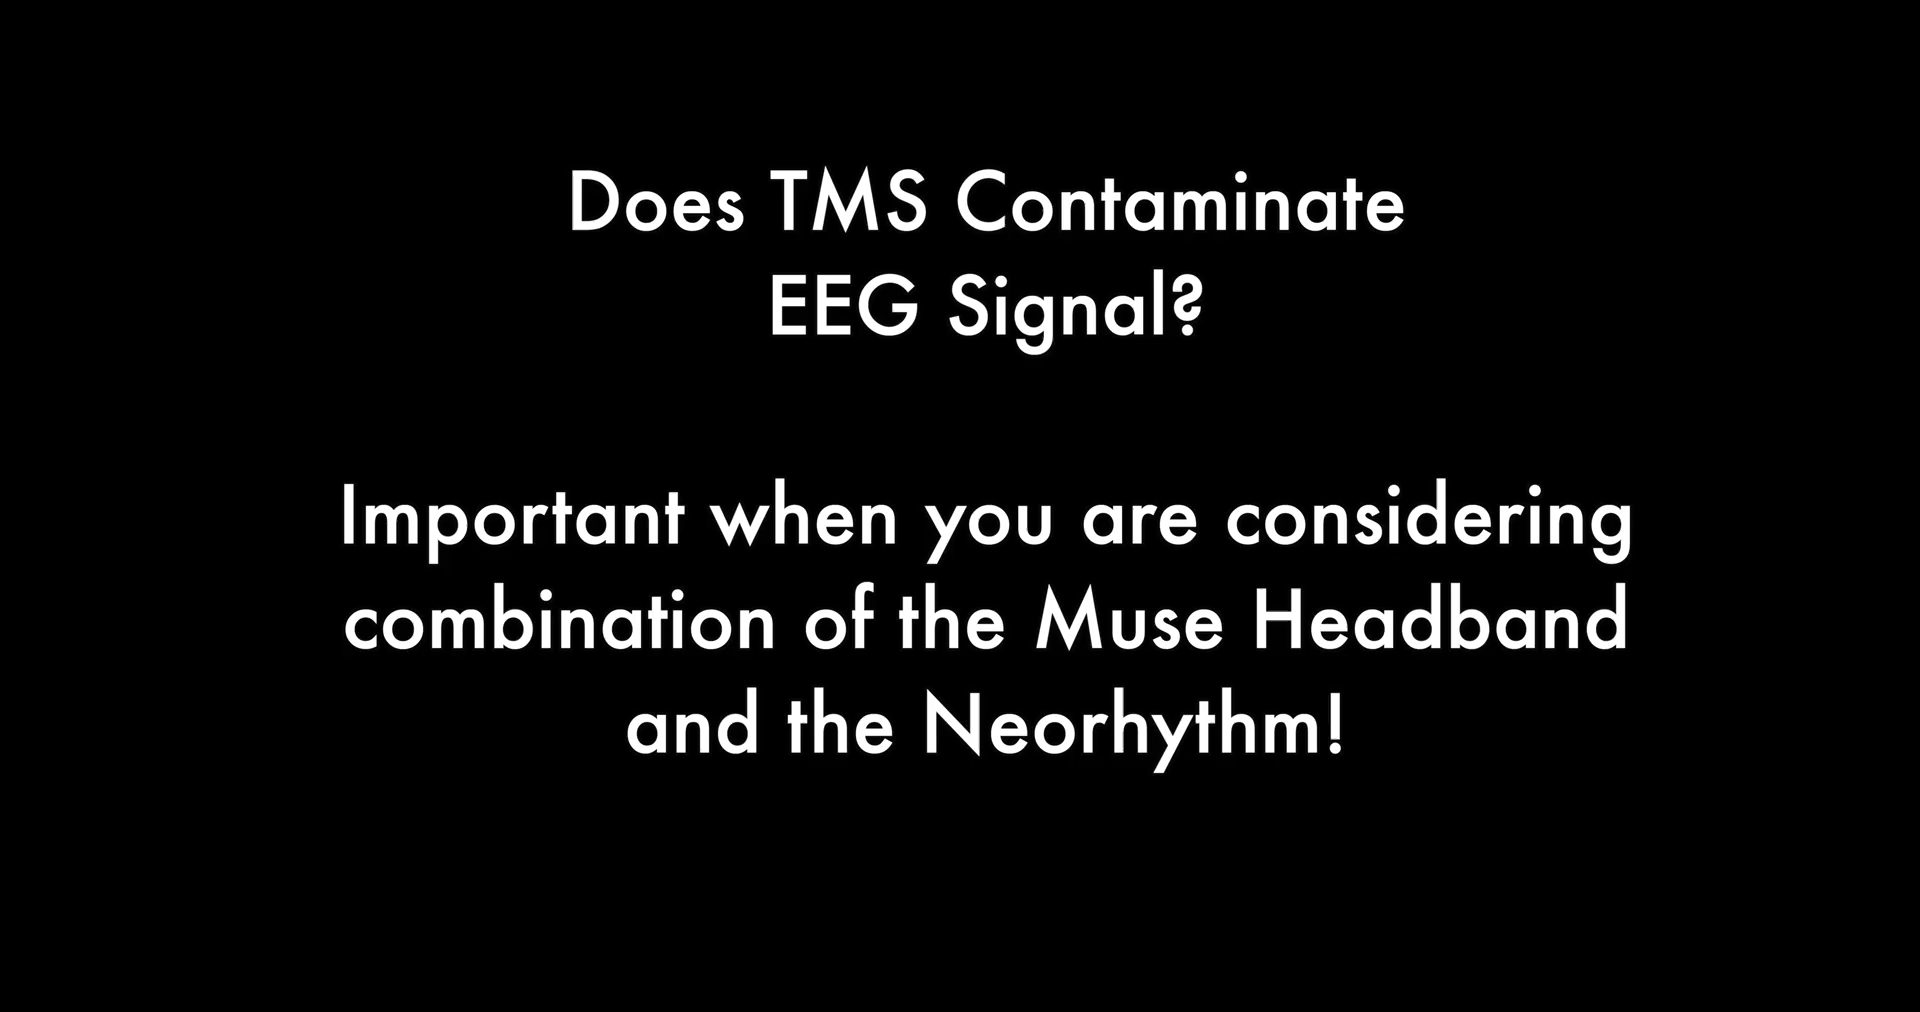 Does TMS Contaminate
EEG Signal?
Important when you are considering
combination of the Muse Headband
and the Neorhythm!